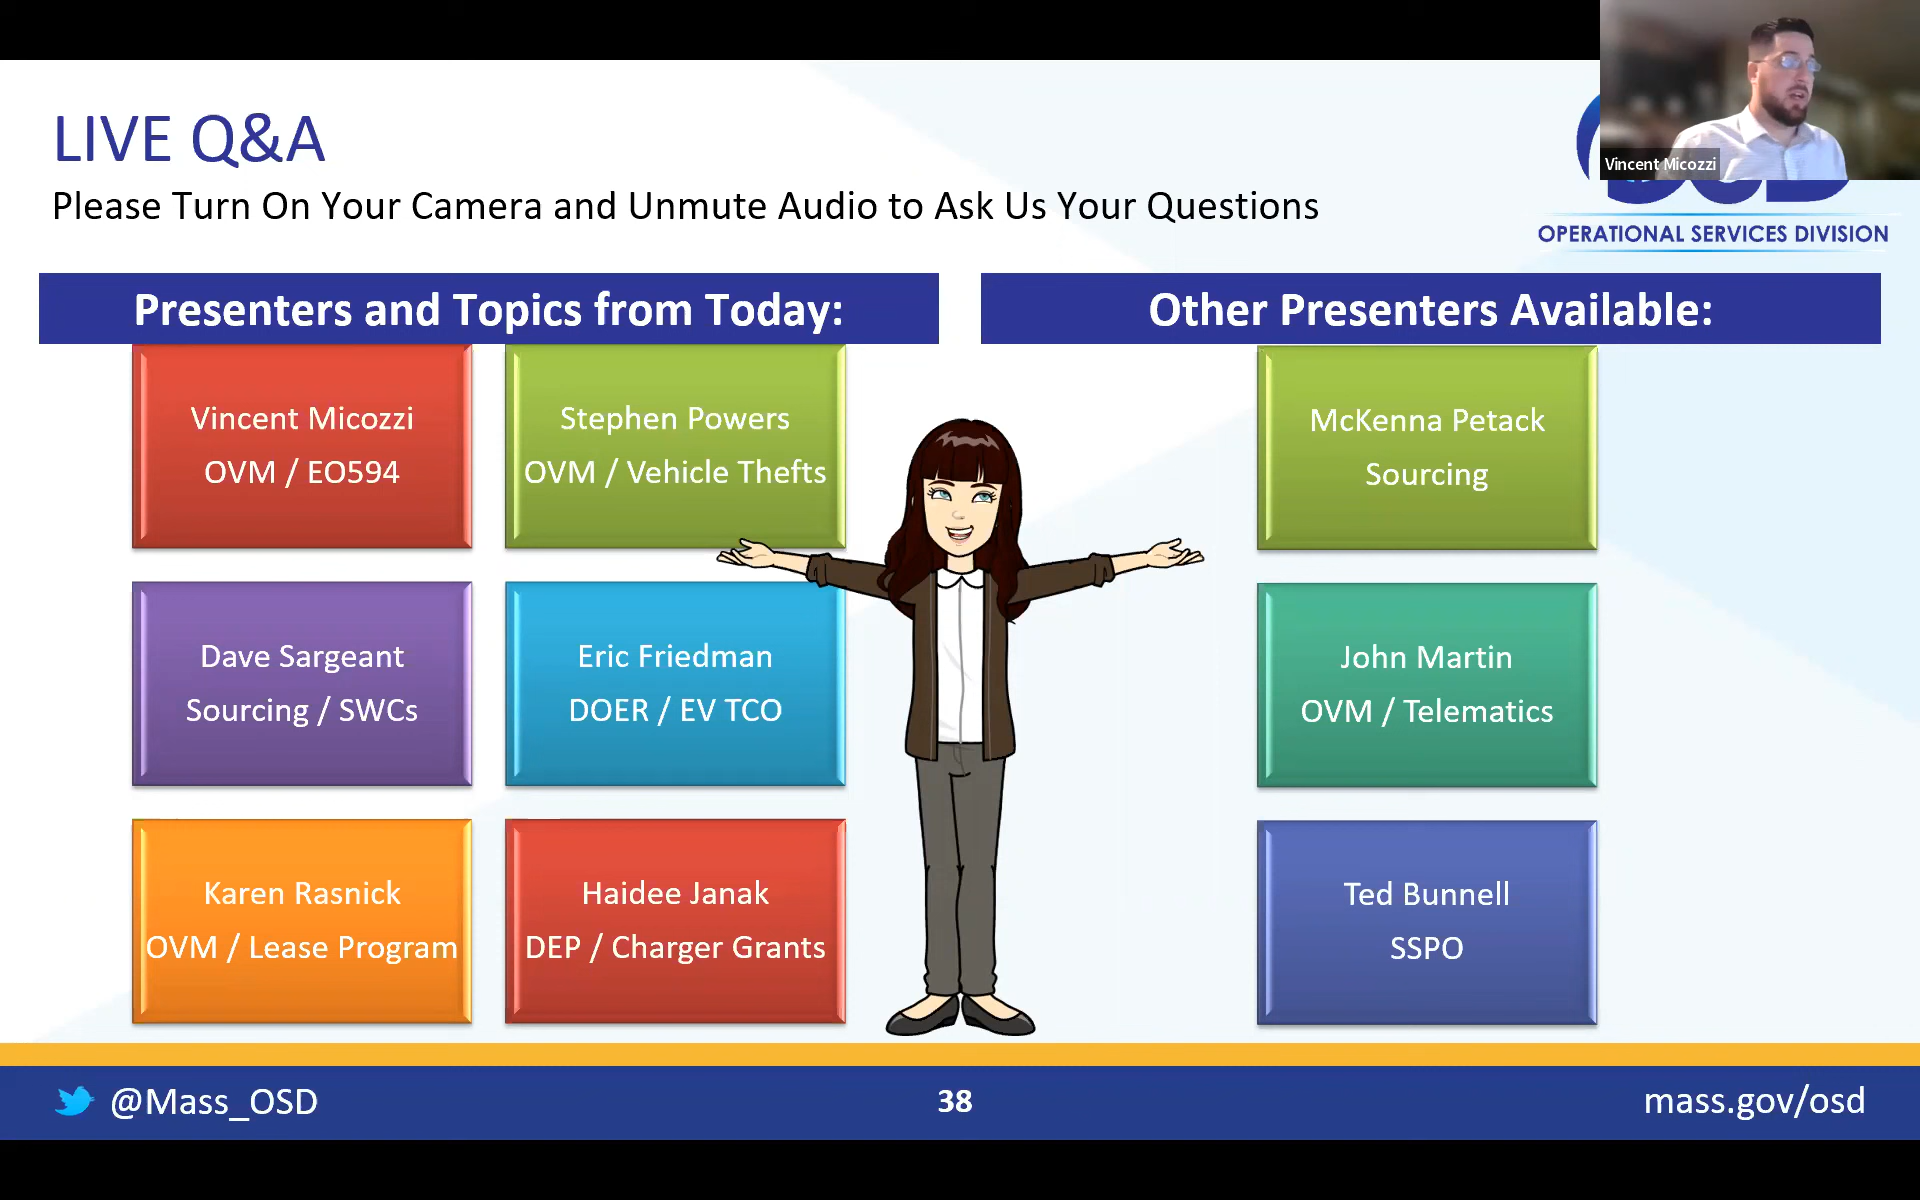 LIVE Q&A
Please Turn On Your Camera and Unmute Audio to Ask Us Your Questions
Vincent Micozzi
OPERATIONAL SERVICES DIVISION
Presenters and Topics from Today:
Other Presenters Available:
Vincent Micozzi
OVM / EO594
Stephen Powers
OVM / Vehicle Thefts
McKenna Petack
Sourcing
Dave Sargeant
Sourcing / SWCs
Eric Friedman
DOER / EV TCO
John Martin
OVM / Telematics
Karen Rasnick
OVM / Lease Program
Haidee Janak
DEP / Charger Grants
Ted Bunnell
SSPO
@Mass_OSD
38
mass.gov/osd